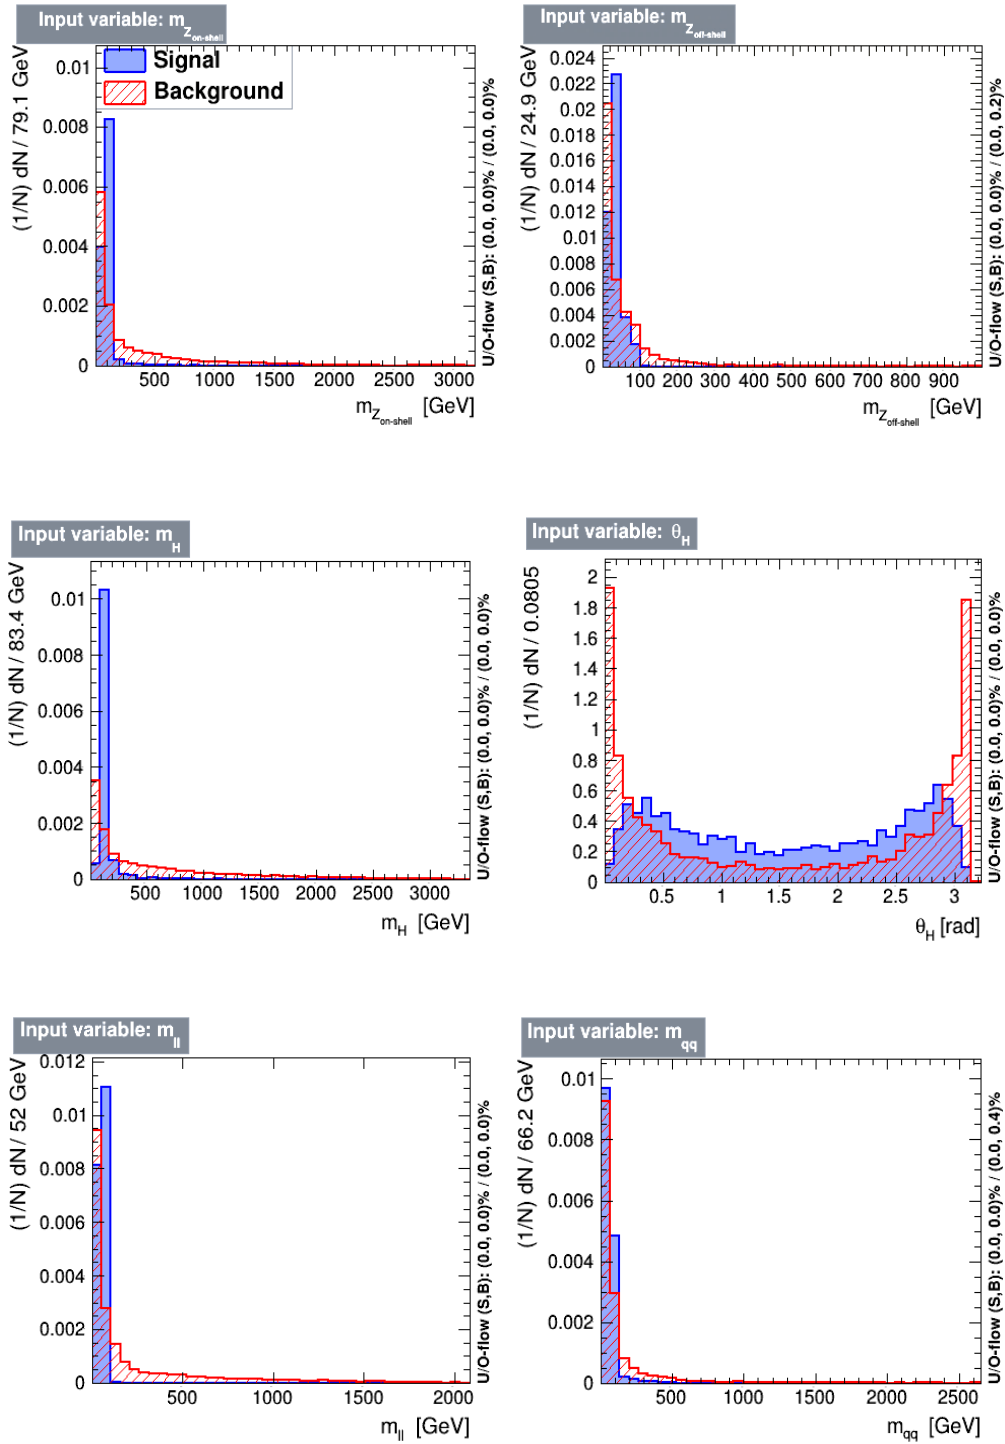 Input variable: m_Z_on-shell
(1/N) dN / 79.1 GeV
0.01
0.008
0.006
0.004
0.002
0
Signal
Background
500 1000 1500 2000 2500 3000
m_Z_on-shell [GeV]
U/O-flow (S,B): (0.0, 0.0)% / (0.0, 0.0)%
Input variable: m_Z_off-shell
(1/N) dN / 24.9 GeV
0.024
0.022
0.02
0.018
0.016
0.014
0.012
0.01
0.008
0.006
0.004
0.002
0
100 200 300 400 500 600 700 800 900
m_Z_off-shell [GeV]
U/O-flow (S,B): (0.0, 0.0)% / (0.0, 0.2)%
Input variable: m_H
(1/N) dN / 83.4 GeV
0.01
0.008
0.006
0.004
0.002
0
500 1000 1500 2000 2500 3000
m_H [GeV]
U/O-flow (S,B): (0.0, 0.0)% / (0.0, 0.0)%
Input variable: θ_H
(1/N) dN / 0.0805
2
1.8
1.6
1.4
1.2
1
0.8
0.6
0.4
0.2
0
0.5 1 1.5 2 2.5 3
θ_H [rad]
U/O-flow (S,B): (0.0, 0.0)% / (0.0, 0.0)%
Input variable: m_ll
(1/N) dN / 52 GeV
0.012
0.01
0.008
0.006
0.004
0.002
0
500 1000 1500 2000
m_ll [GeV]
U/O-flow (S,B): (0.0, 0.0)% / (0.0, 0.0)%
Input variable: m_qq
(1/N) dN / 66.2 GeV
0.01
0.008
0.006
0.004
0.002
0
500 1000 1500 2000 2500
m_qq [GeV]
U/O-flow (S,B): (0.0, 0.0)% / (0.0, 0.4)%